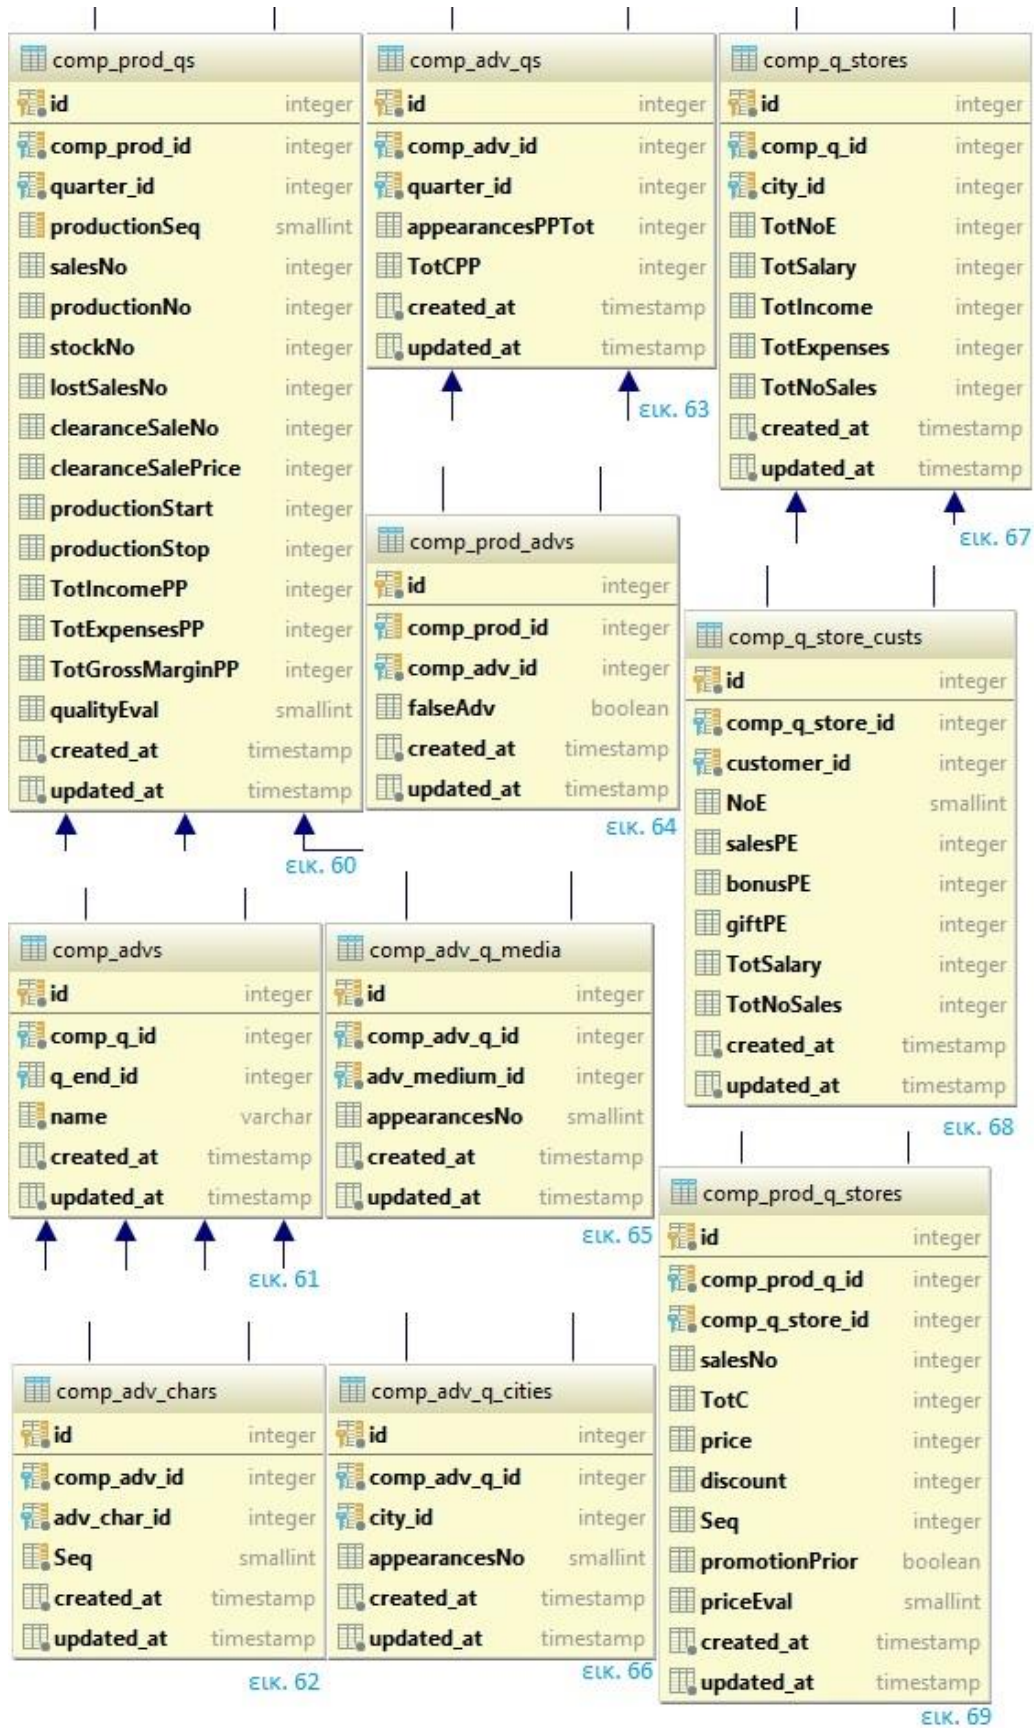 comp_prod_qs
id integer
comp_prod_id integer
quarter_id integer
productionSeq smallint
salesNo integer
productionNo integer
stockNo integer
lostSalesNo integer
clearanceSaleNo integer
clearanceSalePrice integer
productionStart integer
productionStop integer
TotIncomePP integer
TotExpensesPP integer
TotGrossMarginPP integer
qualityEval smallint
created_at timestamp
updated_at timestamp
εικ. 60
comp_adv_qs
id integer
comp_adv_id integer
quarter_id integer
appearancesPPTot integer
TotCPP integer
created_at timestamp
updated_at timestamp
εικ. 63
comp_q_stores
id integer
comp_q_id integer
city_id integer
TotNoE integer
TotSalary integer
TotIncome integer
TotExpenses integer
TotNoSales integer
created_at timestamp
updated_at timestamp
εικ. 67
comp_prod_advs
id integer
comp_prod_id integer
comp_adv_id integer
falseAdv boolean
created_at timestamp
updated_at timestamp
εικ. 64
comp_q_store_custs
id integer
comp_q_store_id integer
customer_id integer
NoE smallint
salesPE integer
bonusPE integer
giftPE integer
TotSalary integer
TotNoSales integer
created_at timestamp
updated_at timestamp
εικ. 68
comp_advs
id integer
comp_q_id integer
q_end_id integer
name varchar
created_at timestamp
updated_at timestamp
εικ. 61
comp_adv_q_media
id integer
comp_adv_q_id integer
adv_medium_id integer
appearancesNo smallint
created_at timestamp
updated_at timestamp
εικ. 65
comp_prod_q_stores
id integer
comp_prod_q_id integer
comp_q_store_id integer
salesNo integer
TotC integer
price integer
discount integer
Seq integer
promotionPrior boolean
priceEval smallint
created_at timestamp
updated_at timestamp
εικ. 69
comp_adv_chars
id integer
comp_adv_id integer
adv_char_id integer
Seq smallint
created_at timestamp
updated_at timestamp
εικ. 62
comp_adv_q_cities
id integer
comp_adv_q_id integer
city_id integer
appearancesNo smallint
created_at timestamp
updated_at timestamp
εικ. 66